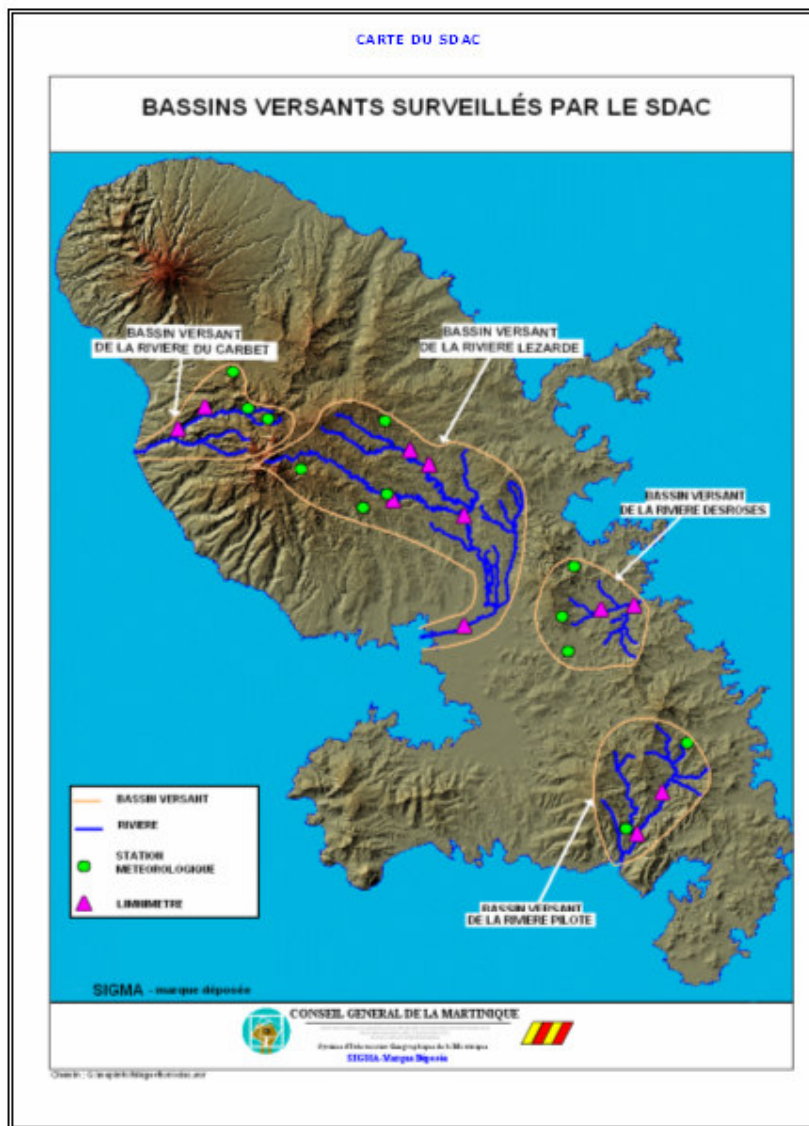 CARTE DU SDAC
BASSINS VERSANTS SURVEILLÉS PAR LE SDAC
BASSIN VERSANT
DE LA RIVIERE DU CARBET
BASSIN VERSANT
DE LA RIVIERE LEZARDE
BASSIN VERSANT
DE LA RIVIERE DESROSES
BASSIN VERSANT
RIVIERE
STATION
METEOROLOGIQUE
LIMNIMETRE
BASSIN VERSANT
DE LA RIVIERE PILOTE
SIGMA - marque déposée
CONSEIL GENERAL DE LA MARTINIQUE
SIGMA-Marque Déposée